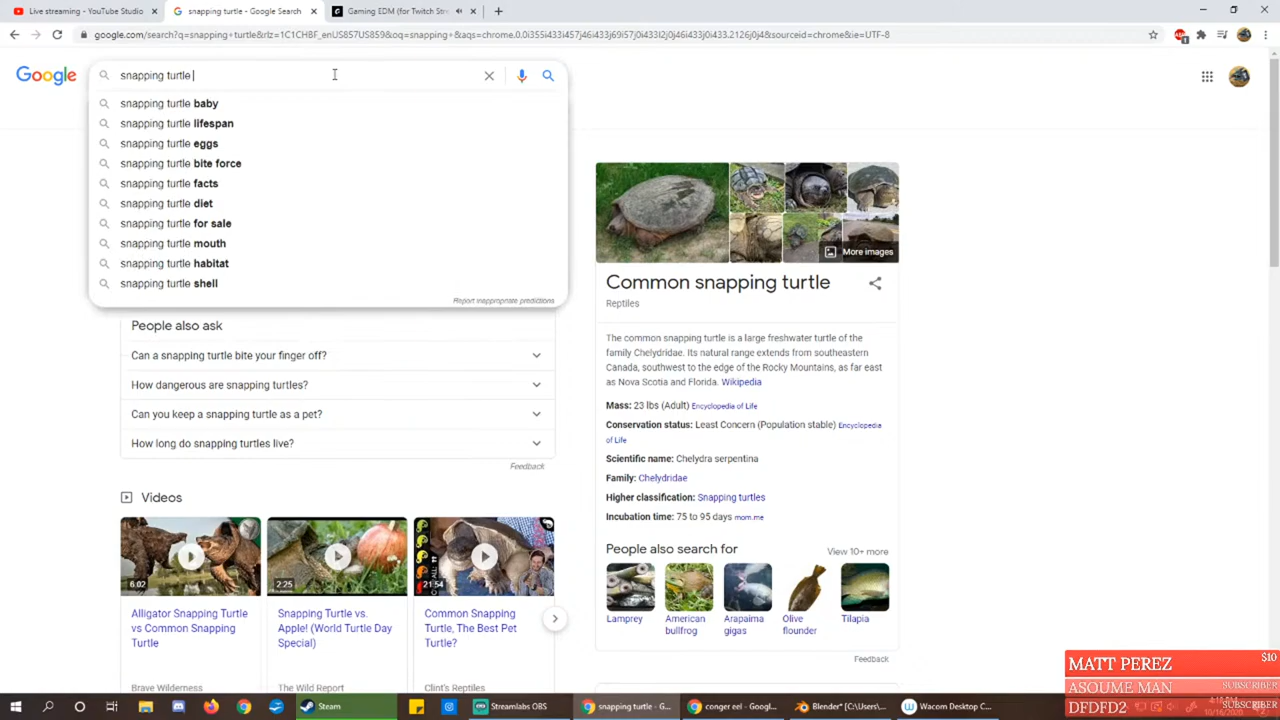 Live streaming - YouTube Studio
snapping turtle - Google Search
Gaming EDM (for Twitch Stre
google.com/search?q=snapping+turtle&rlz=1C1CHBF_enUS857US859&oq=snapping+&aqs=chrome.0.0i355i433i457j46i433j69i57j0i433l2j0j46i433j0i433.2126j0j4&sourceid=chrome&ie=UTF-8
Google
snapping turtle
snapping turtle baby
snapping turtle lifespan
snapping turtle eggs
snapping turtle bite force
snapping turtle facts
snapping turtle diet
snapping turtle for sale
snapping turtle mouth
snapping turtle habitat
snapping turtle shell
Report inappropriate predictions
People also ask
Can a snapping turtle bite your finger off?
How dangerous are snapping turtles?
Can you keep a snapping turtle as a pet?
How long do snapping turtles live?
Feedback
Videos
6:02
2:25
21:54
Alligator Snapping Turtle
vs Common Snapping
Turtle
Snapping Turtle vs.
Apple! (World Turtle Day
Special)
Common Snapping
Turtle, The Best Pet
Turtle?
Brave Wilderness
The Wild Report
Clint's Reptiles
More images
Common snapping turtle
Reptiles
The common snapping turtle is a large freshwater turtle of the
family Chelydridae. Its natural range extends from southeastern
Canada, southwest to the edge of the Rocky Mountains, as far east
as Nova Scotia and Florida. Wikipedia
Mass: 23 lbs (Adult) Encyclopedia of Life
Conservation status: Least Concern (Population stable) Encyclopedia
of Life
Scientific name: Chelydra serpentina
Family: Chelydridae
Higher classification: Snapping turtles
Incubation time: 75 to 95 days mom.me
People also search for
View 10+ more
Lamprey
American
bullfrog
Arapaima
gigas
Olive
flounder
Tilapia
Feedback
MATT PEREZ $10
ASOUME MAN SUBSCRIBER
DFDFD2 SUBSCRIBER
Steam
Streamlabs OBS
snapping turtle - G...
conger eel - Googl...
Blender* [C:\Users\...
Wacom Desktop C...
10/16/2020